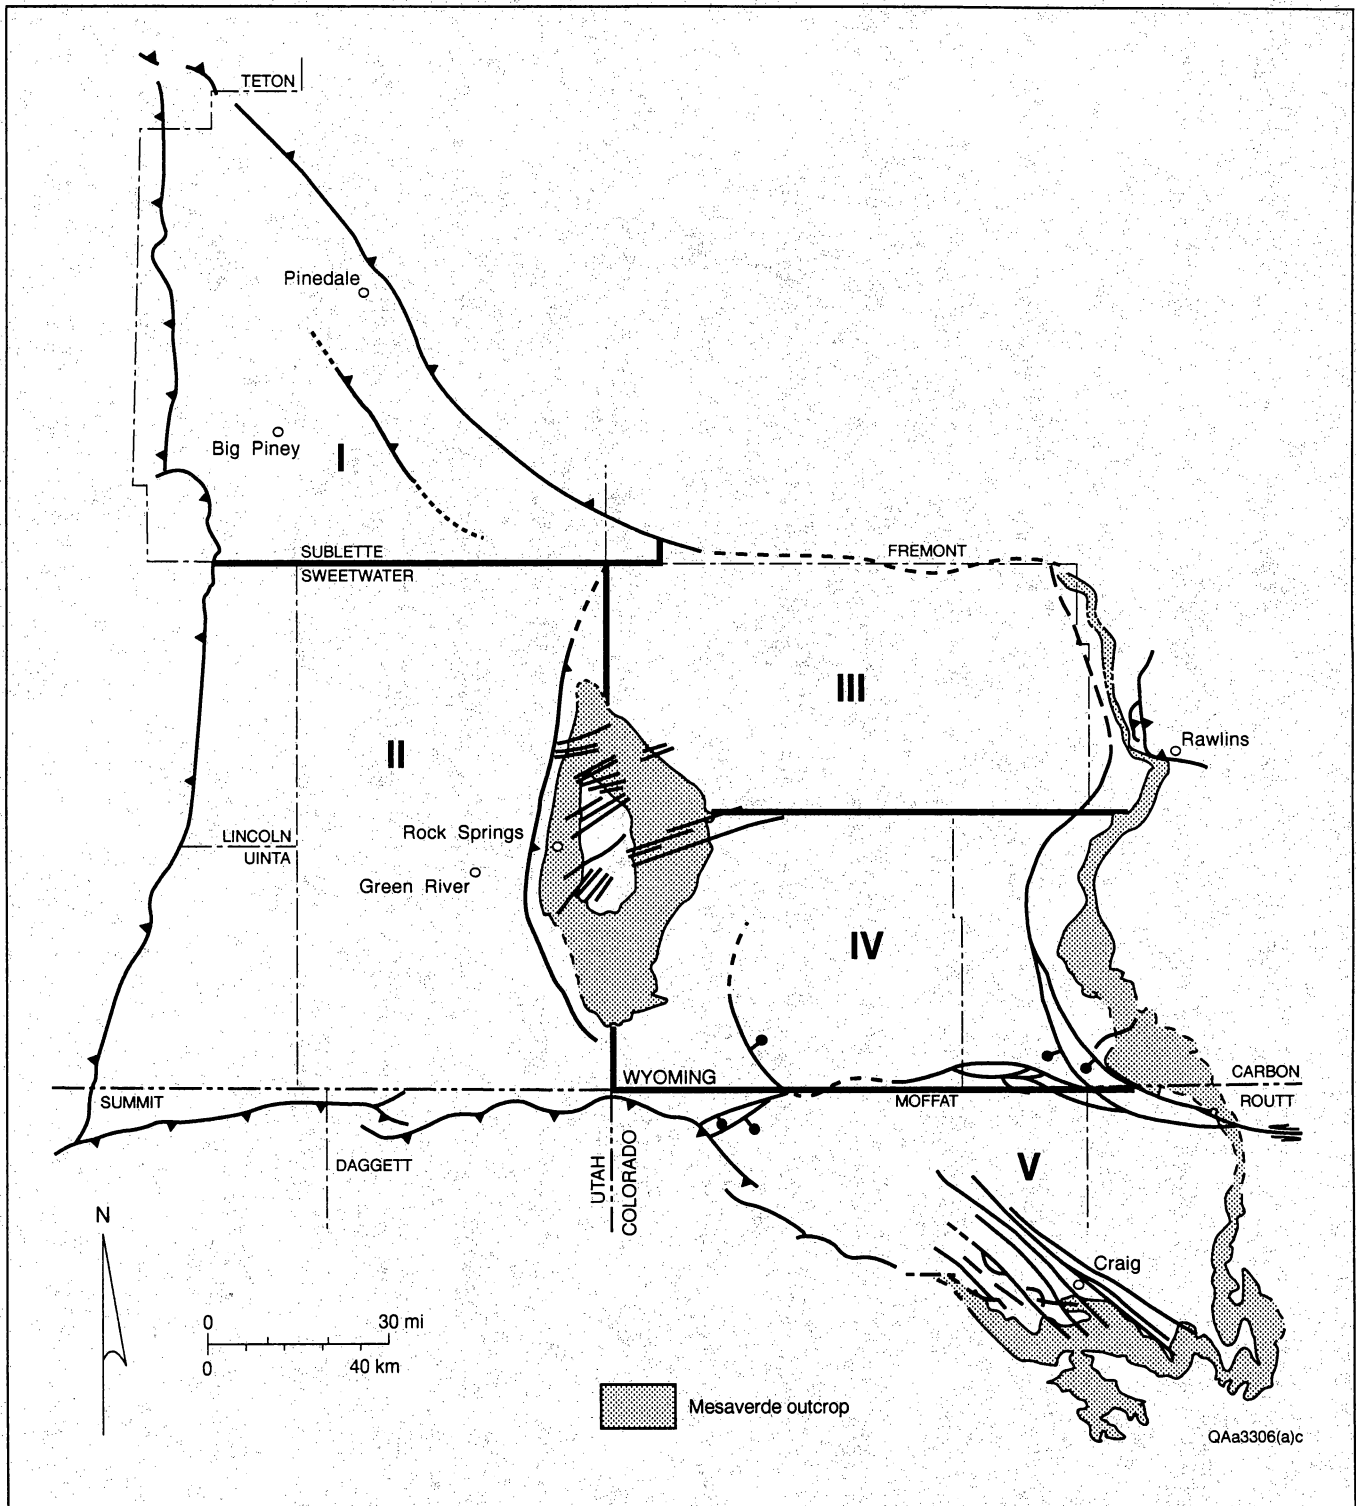 TETON
Pinedale
Big Piney
I
SUBLETTE
SWEETWATER
FREMONT
III
II
Rawlins
Rock Springs
LINCOLN
UINTA
Green River
IV
WYOMING
CARBON
SUMMIT
MOFFAT
ROUTT
DAGGETT
UTAH
COLORADO
V
N
Craig
0 30 mi
0 40 km
Mesaverde outcrop
QAa3306(a)c